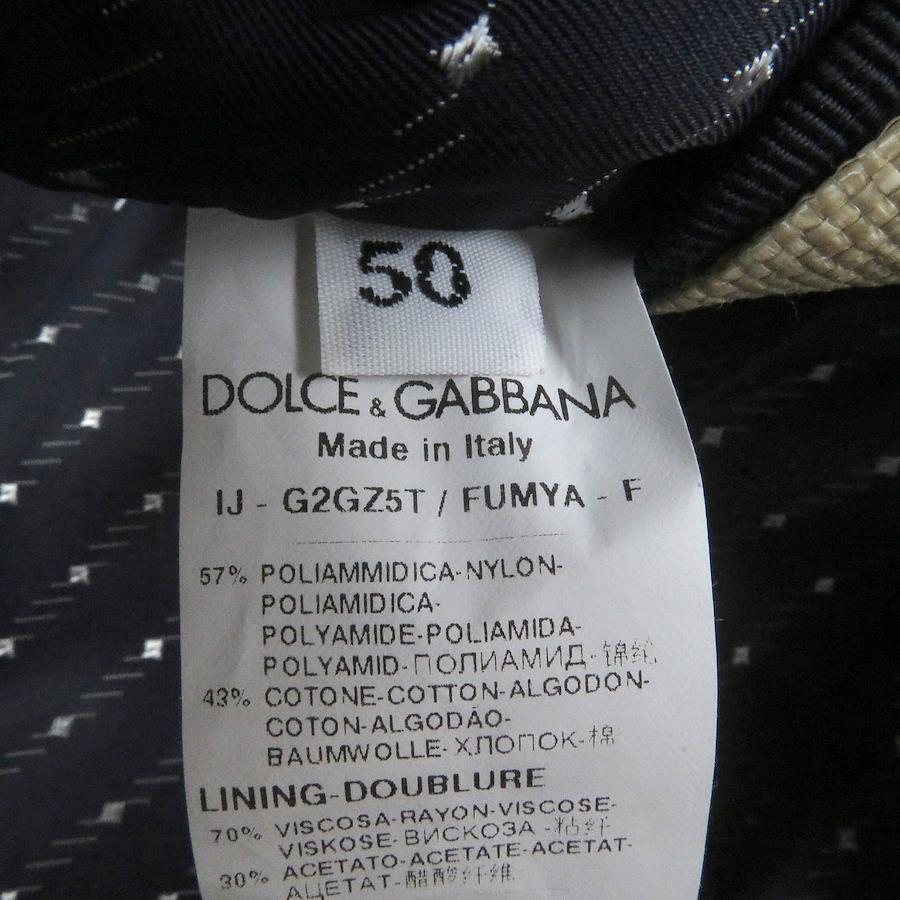 50
DOLCE & GABBANA
Made in Italy
IJ - G2GZ5T / FUMYA - F
57% POLIAMMIDICA-NYLON-
POLIAMIDICA-
POLYAMIDE-POLIAMIDA-
POLYAMID-ПОЛИАМИД-锦纶
43% COTONE-COTTON-ALGODON-
COTON-ALGODÃO-
BAUMWOLLE-ХЛОПОК-棉
LINING-DOUBLURE
70% VISCOSA-RAYON-VISCOSE-
VISKOSE-ВИСКОЗА-粘纤
30% ACETATO-ACETATE-ACETAT-
АЦЕТАТ-醋酸纤维